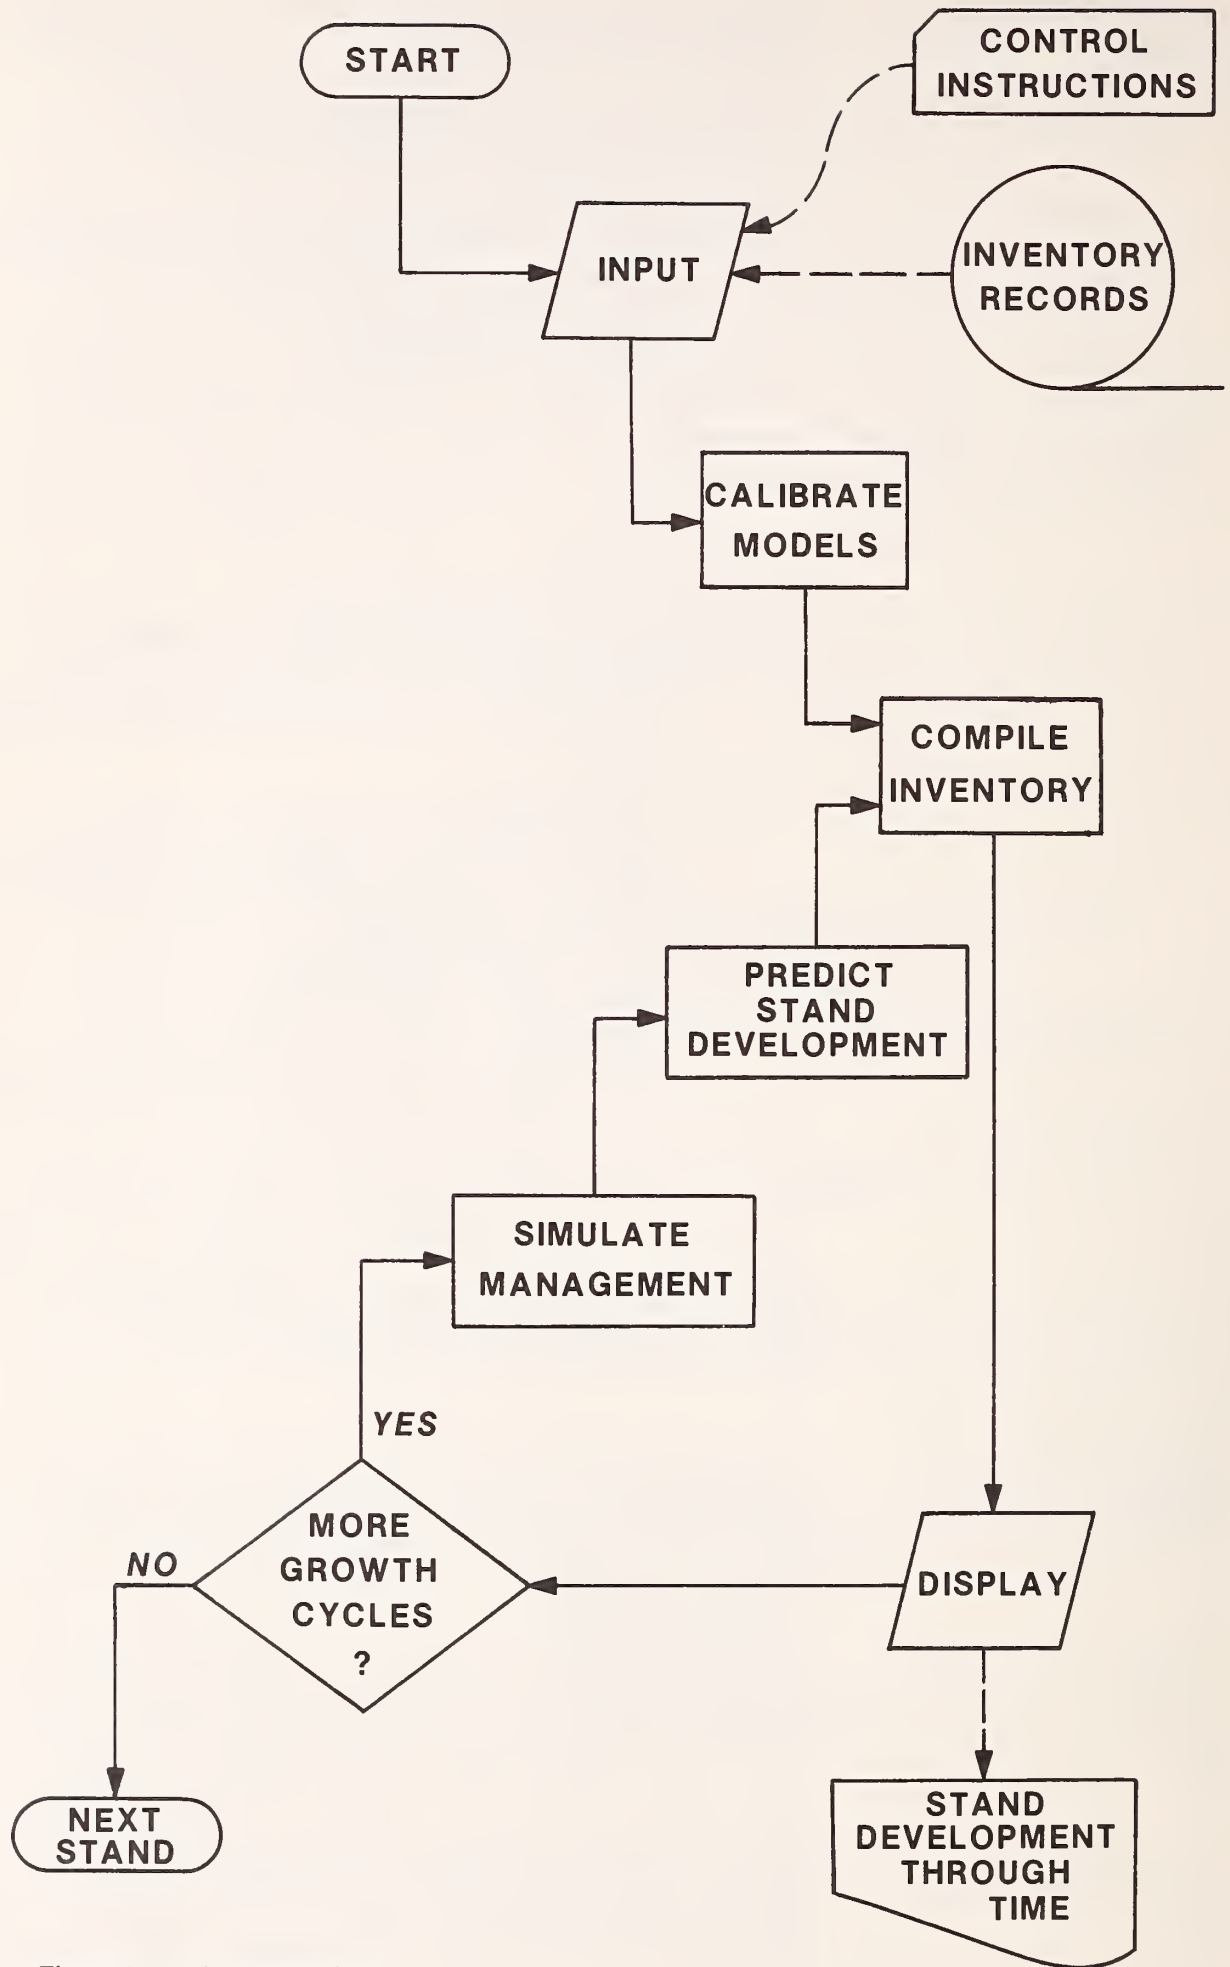 START
CONTROL
INSTRUCTIONS
INPUT
INVENTORY
RECORDS
CALIBRATE
MODELS
COMPILE
INVENTORY
PREDICT
STAND
DEVELOPMENT
SIMULATE
MANAGEMENT
YES
MORE
GROWTH
CYCLES
?
NO
DISPLAY
NEXT
STAND
STAND
DEVELOPMENT
THROUGH
TIME